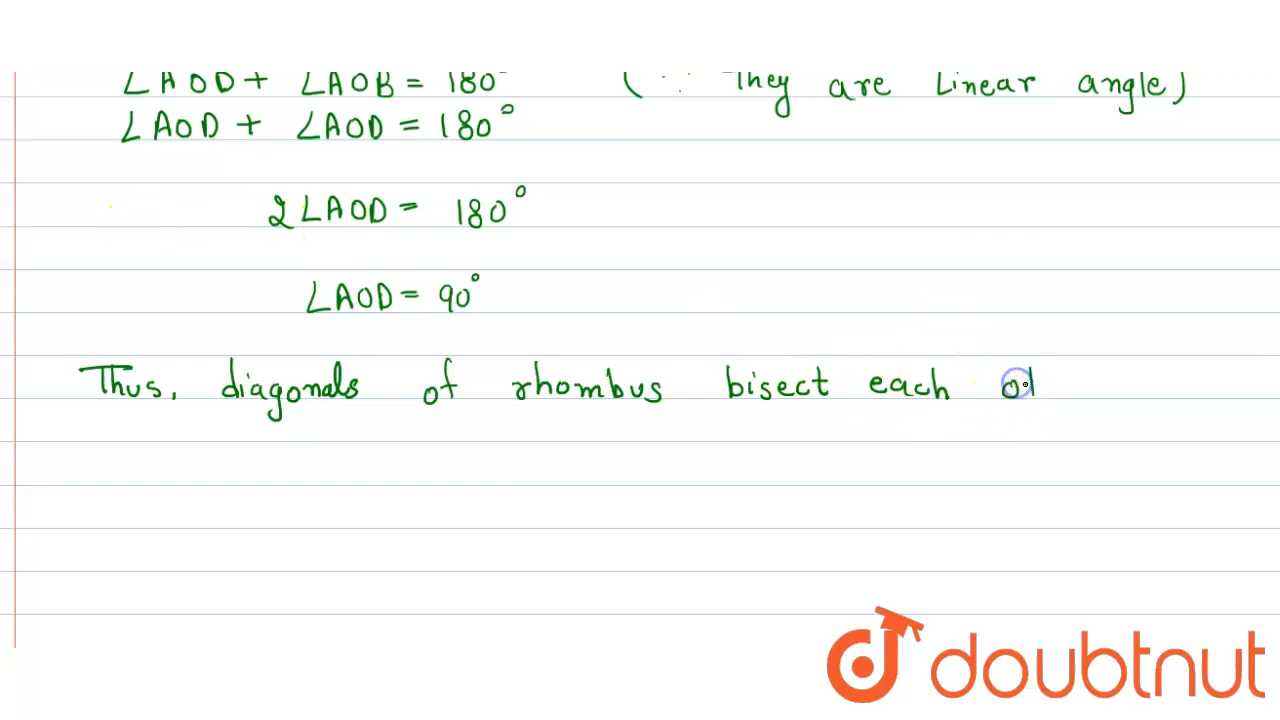 ∠AOD + ∠AOB = 180° (∵ They are Linear angle)
∠AOD + ∠AOD = 180°
2∠AOD = 180°
∠AOD = 90°
Thus, diagonals of rhombus bisect each
doubtnut